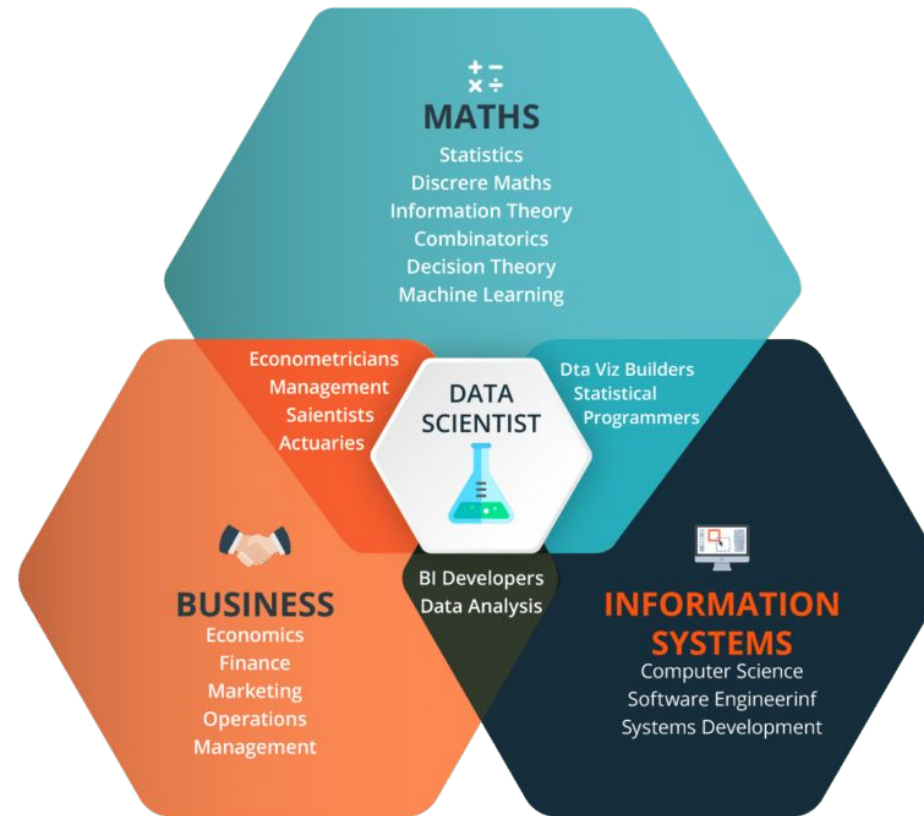 + −
× ÷
MATHS
Statistics
Discrere Maths
Information Theory
Combinatorics
Decision Theory
Machine Learning
Econometricians
Management
Saientists
Actuaries
DATA
SCIENTIST
Dta Viz Builders
Statistical
Programmers
BI Developers
Data Analysis
BUSINESS
Economics
Finance
Marketing
Operations
Management
INFORMATION
SYSTEMS
Computer Science
Software Engineerinf
Systems Development